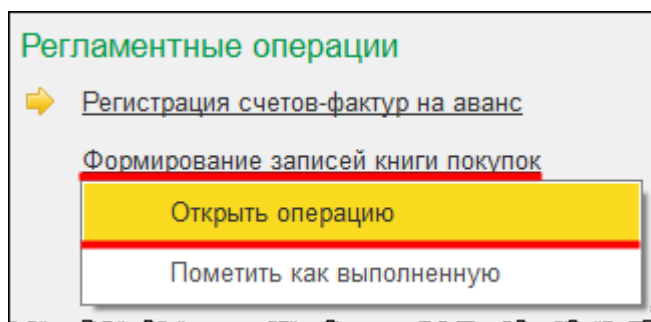 Регламентные операции
Регистрация счетов-фактур на аванс
Формирование записей книги покупок
Открыть операцию
Пометить как выполненную